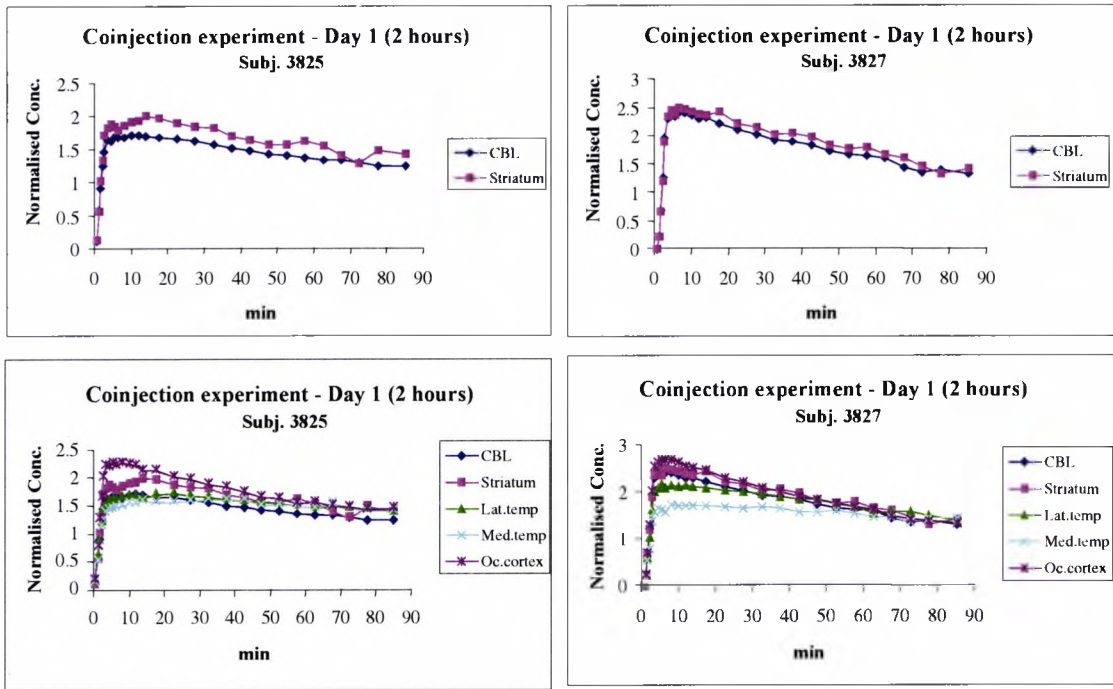 Coinjection experiment - Day 1 (2 hours)
Subj. 3825
Normalised Conc.
2.5
2
1.5
1
0.5
0
0 10 20 30 40 50 60 70 80 90
min
CBL
Striatum
Coinjection experiment - Day 1 (2 hours)
Subj. 3827
Normalised Conc.
3
2.5
2
1.5
1
0.5
0
0 10 20 30 40 50 60 70 80 90
min
CBL
Striatum
Coinjection experiment - Day 1 (2 hours)
Subj. 3825
Normalised Conc.
2.5
2
1.5
1
0.5
0
0 10 20 30 40 50 60 70 80 90
min
CBL
Striatum
Lat.temp
Med.temp
Oc.cortex
Coinjection experiment - Day 1 (2 hours)
Subj. 3827
Normalised Conc.
3
2
1
0
0 10 20 30 40 50 60 70 80 90
min
CBL
Striatum
Lat.temp
Med.temp
Oc.cortex